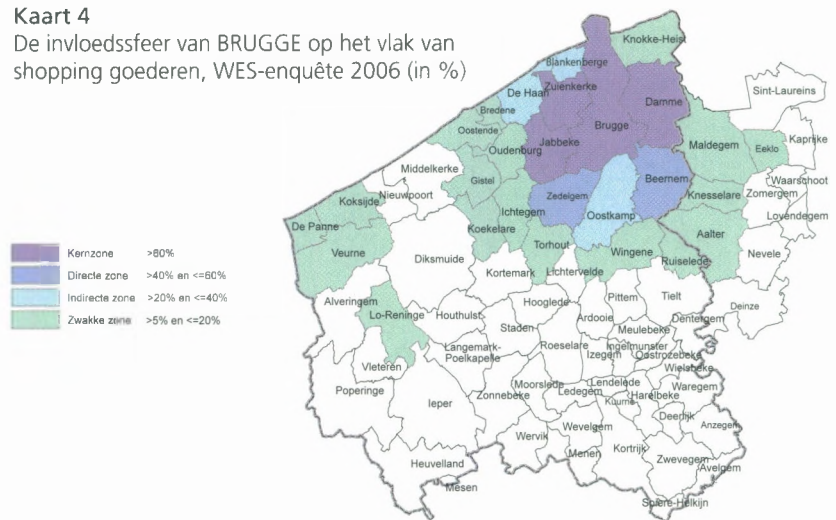 Kaart 4
De invloedssfeer van BRUGGE op het vlak van
shopping goederen, WES-enquête 2006 (in %)
Knokke-Heist
Blankenberge
Zuienkerke
De Haan
Damme
Sint-Laureins
Bredene
Brugge
Oostende
Oudenburg
Jabbeke
Maldegem
Eeklo
Kaprijke
Middelkerke
Gistel
Zedelgem
Beernem
Waarschoot
Nieuwpoort
Koksijde
Knesselare
Zomergem
Ichtegem
Oostkamp
Lovendegem
De Panne
Koekelare
Aalter
Veurne
Torhout
Wingene
Ruiselede
Nevele
Diksmuide
Kortemark
Lichtervelde
Kernzone >60%
Directe zone >40% en <=60%
Indirecte zone >20% en <=40%
Zwakke zone >5% en <=20%
Alveringem
Lo-Reninge
Houthulst
Hooglede
Pittem
Tielt
Deinze
Staden
Ardooie
Dentergem
Meulebeke
Langemark-
Poelkapelle
Roeselare
Ingelmunster
Izegem
Oostrozebeke
Vleteren
Wielsbeke
Poperinge
Zonnebeke
Moorslede
Ledegem
Lendelede
Waregem
Harelbeke
Kuurne
Ieper
Deerlijk
Wevelgem
Anzegem
Wervik
Menen
Kortrijk
Zwevegem
Heuvelland
Avelgem
Mesen
Spiere-Helkijn